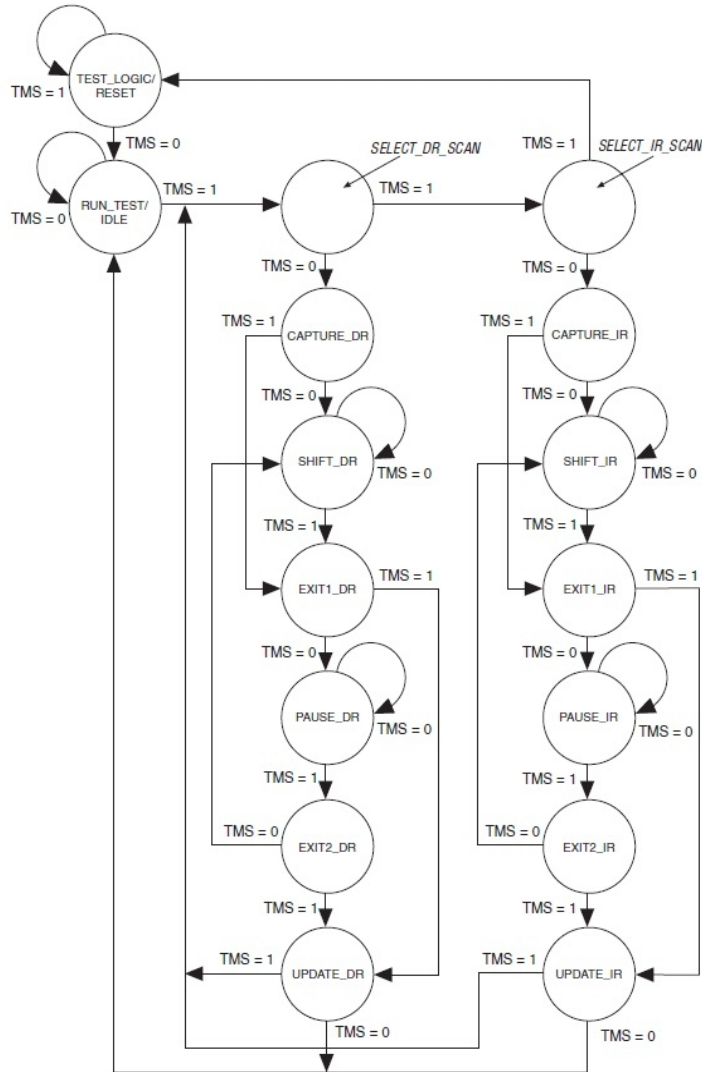 TEST_LOGIC/
RESET
TMS = 1
TMS = 0
SELECT_DR_SCAN
TMS = 1
SELECT_IR_SCAN
RUN_TEST/
IDLE
TMS = 1
TMS = 1
TMS = 0
TMS = 0
TMS = 0
TMS = 1
TMS = 1
CAPTURE_DR
CAPTURE_IR
TMS = 0
TMS = 0
SHIFT_DR
SHIFT_IR
TMS = 0
TMS = 0
TMS = 1
TMS = 1
EXIT1_DR
TMS = 1
EXIT1_IR
TMS = 1
TMS = 0
TMS = 0
PAUSE_DR
PAUSE_IR
TMS = 0
TMS = 0
TMS = 1
TMS = 1
TMS = 0
TMS = 0
EXIT2_DR
EXIT2_IR
TMS = 1
TMS = 1
TMS = 1
UPDATE_DR
TMS = 1
UPDATE_IR
TMS = 0
TMS = 0